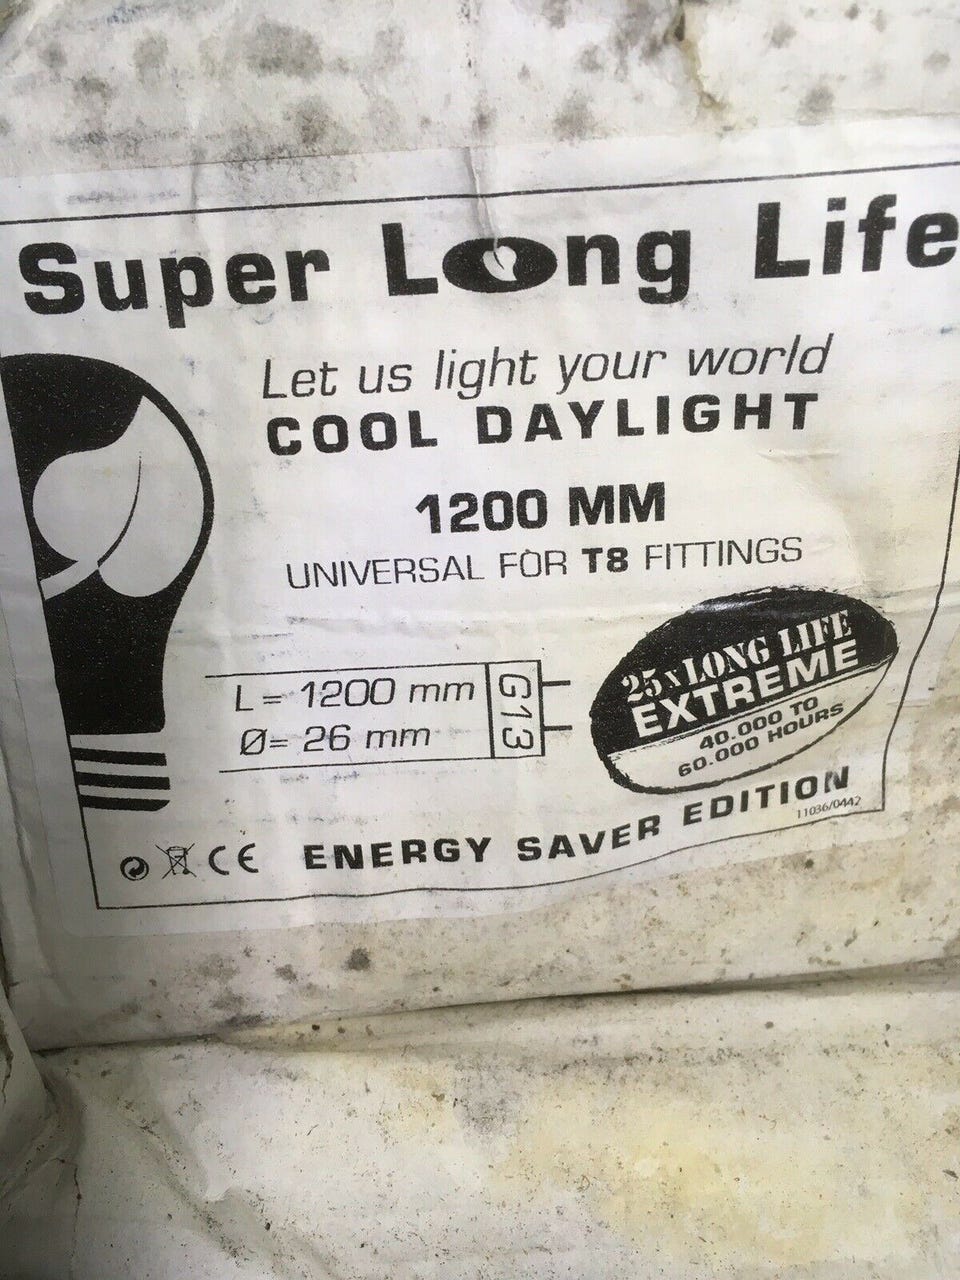 Super Long Life
Let us light your world
COOL DAYLIGHT
1200 MM
UNIVERSAL FOR T8 FITTINGS
L= 1200 mm
Ø= 26 mm
G13
25x LONG LIFE
EXTREME
40.000 TO
60.000 HOURS
CE
ENERGY SAVER EDITION
11036/0442